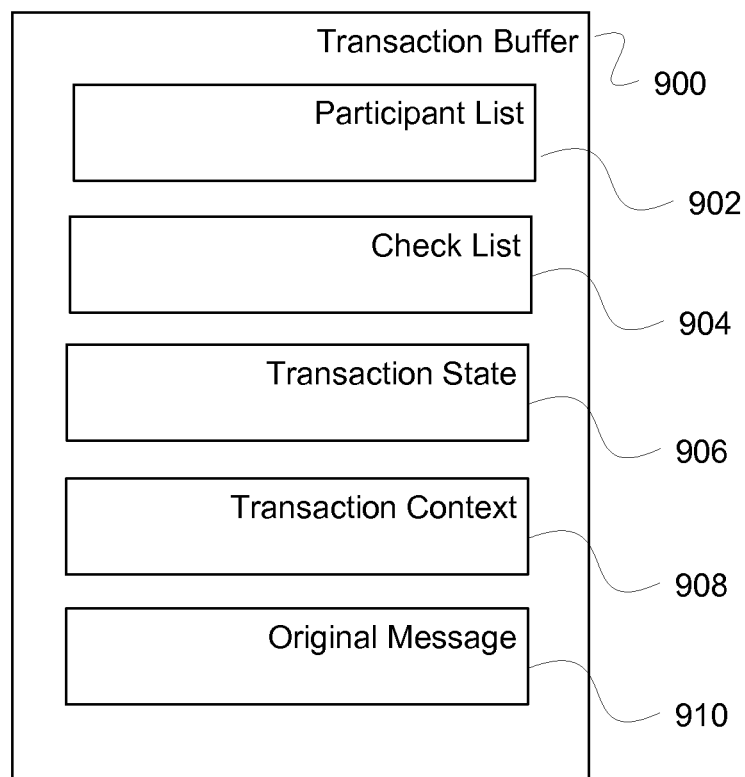 Transaction Buffer
900
Participant List
902
Check List
904
Transaction State
906
Transaction Context
908
Original Message
910